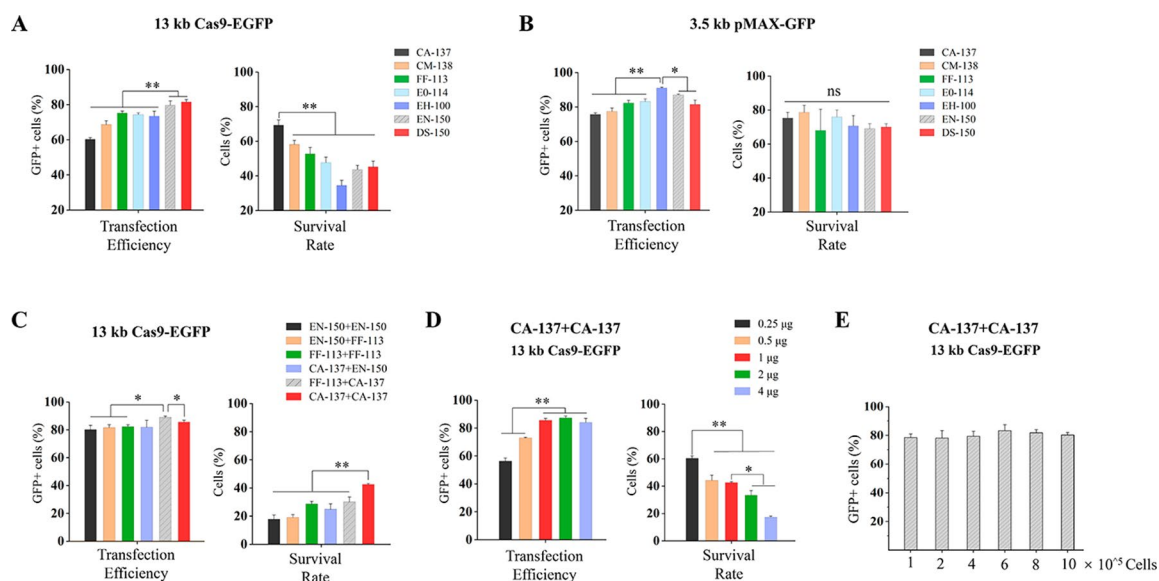 A
13 kb Cas9-EGFP
CA-137
CM-138
FF-113
E0-114
EH-100
EN-150
DS-150
GFP+ cells (%)
100
80
60
40
20
**
Transfection
Efficiency
Cells (%)
100
80
60
40
20
**
Survival
Rate
B
3.5 kb pMAX-GFP
CA-137
CM-138
FF-113
E0-114
EH-100
EN-150
DS-150
GFP+ cells (%)
100
80
60
40
20
**
*
Transfection
Efficiency
Cells (%)
100
80
60
40
20
ns
Survival
Rate
C
13 kb Cas9-EGFP
EN-150+EN-150
EN-150+FF-113
FF-113+FF-113
CA-137+EN-150
FF-113+CA-137
CA-137+CA-137
GFP+ cells (%)
100
80
60
40
20
0
*
*
Transfection
Efficiency
Cells (%)
100
80
60
40
20
0
**
Survival
Rate
D
CA-137+CA-137
13 kb Cas9-EGFP
0.25 μg
0.5 μg
1 μg
2 μg
4 μg
GFP+ cells (%)
100
80
60
40
20
0
**
Transfection
Efficiency
Cells (%)
100
80
60
40
20
0
**
*
Survival
Rate
E
CA-137+CA-137
13 kb Cas9-EGFP
GFP+ cells (%)
100
80
60
40
20
1 2 4 6 8 10 × 10^5 Cells